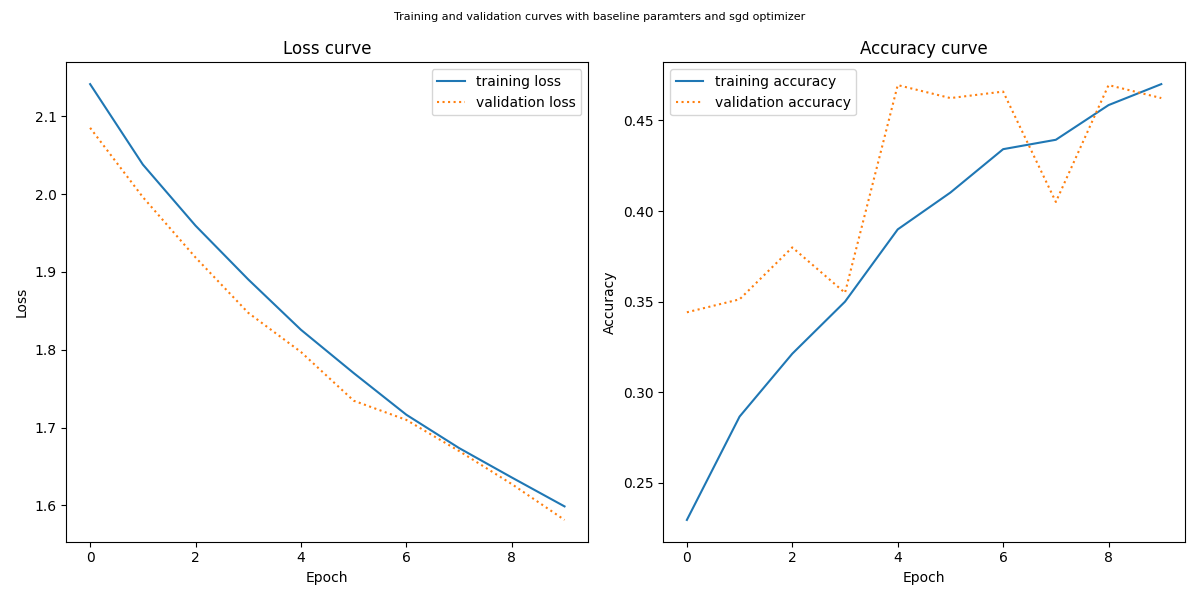 Training and validation curves with baseline paramters and sgd optimizer
Loss curve
training loss
validation loss
2.1
2.0
1.9
1.8
1.7
1.6
Loss
0 2 4 6 8
Epoch
Accuracy curve
training accuracy
validation accuracy
0.45
0.40
0.35
0.30
0.25
Accuracy
0 2 4 6 8
Epoch